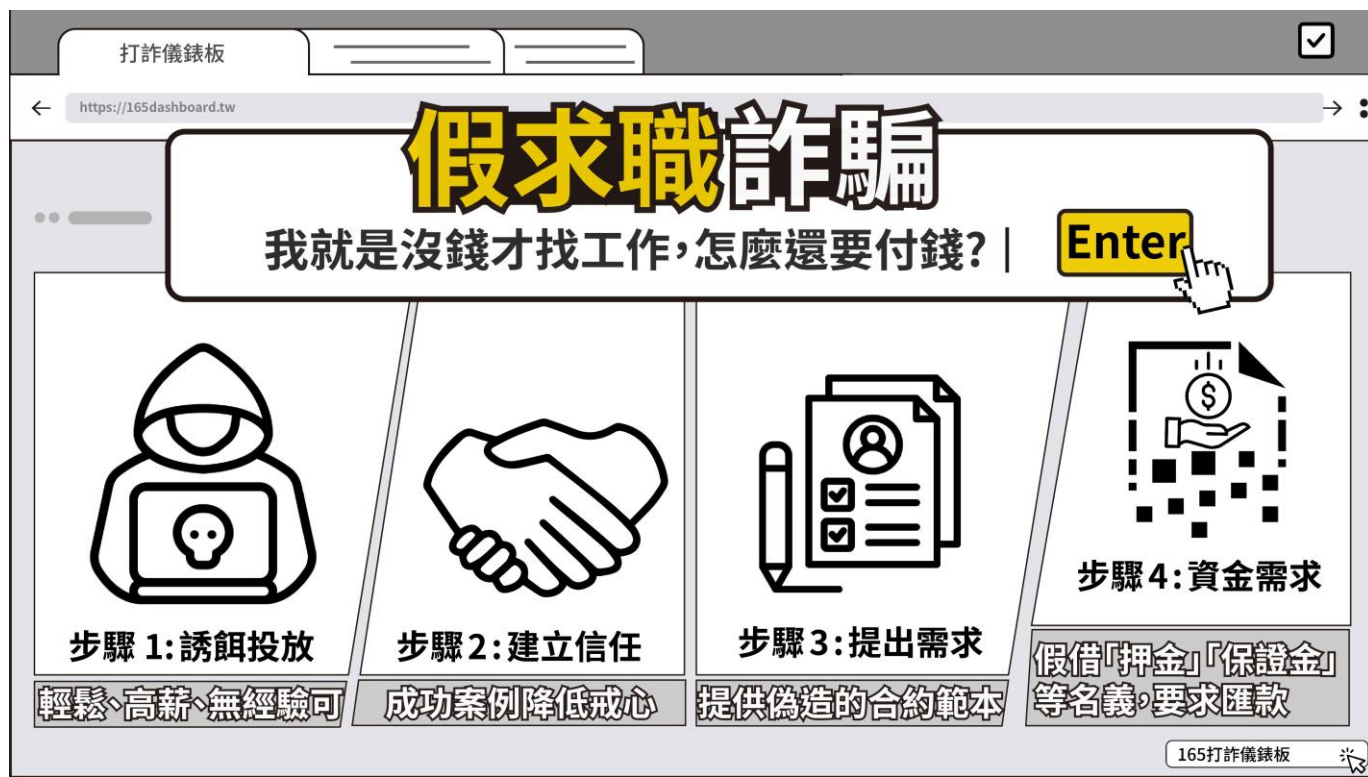 打詐儀錶板
https://165dashboard.tw
假求職詐騙
我就是沒錢才找工作,怎麼還要付錢?|
Enter
步驟 1:誘餌投放
輕鬆、高薪、無經驗可
步驟2:建立信任
成功案例降低戒心
步驟3:提出需求
提供偽造的合約範本
步驟4:資金需求
假借「押金」「保證金」
等名義,要求匯款
165打詐儀錶板